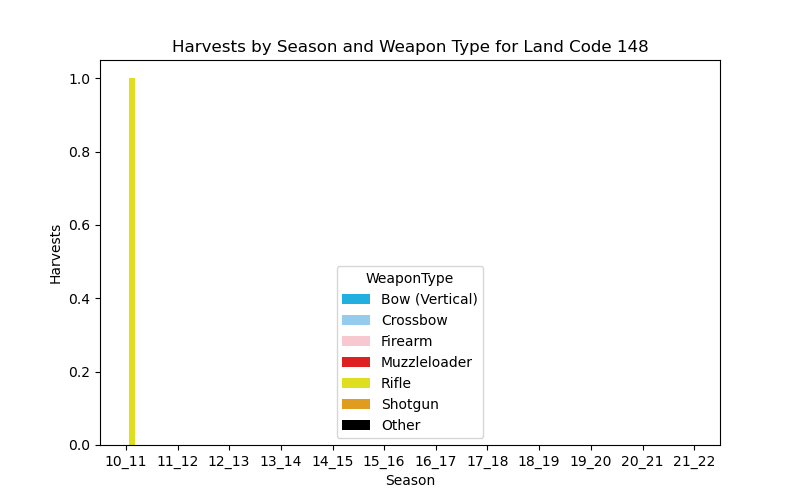 Harvests by Season and Weapon Type for Land Code 148
1.0
0.8
0.6
0.4
0.2
0.0
Harvests
WeaponType
Bow (Vertical)
Crossbow
Firearm
Muzzleloader
Rifle
Shotgun
Other
10_11 11_12 12_13 13_14 14_15 15_16 16_17 17_18 18_19 19_20 20_21 21_22
Season